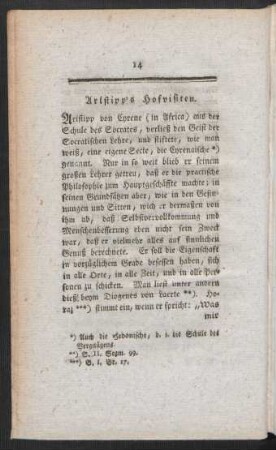 14
Aristipp's Hofvisiten.
Aristipp von Cyrene (in Africa) aus der
Schule des Socrates, verließ den Geist der
Socratischen Lehre, und stiftete, wie man
weiß, eine eigene Secte, die Cyrenaische *)
genannt. Nur in so weit blieb er seinem
großen Lehrer getreu, daß er die practische
Philosophie zum Hauptgeschäffte machte; in
seinen Grundsätzen aber, wie in den Gesin-
nungen und Sitten, wich er dermaßen von
ihm ab, daß Selbstvervollkommung und
Menschenbesserung eben nicht sein Zweck
war, daß er vielmehr alles auf sinnlichen
Genuß berechnete. Er soll die Eigenschaft
in vorzüglichem Grade besessen haben, sich
in alle Orte, in alle Zeit, und in alle Per-
sonen zu schicken. Man ließt unter andern
dieß beym Diogenes von Laerte **). Ho-
raz ***) stimmt ein, wenn er spricht: „Was
mir
*) Auch die Hedonische, d. i. die Schule des
Vergnügens.
**) S. II. Segm. 99.
***) S. I. Br. 17.